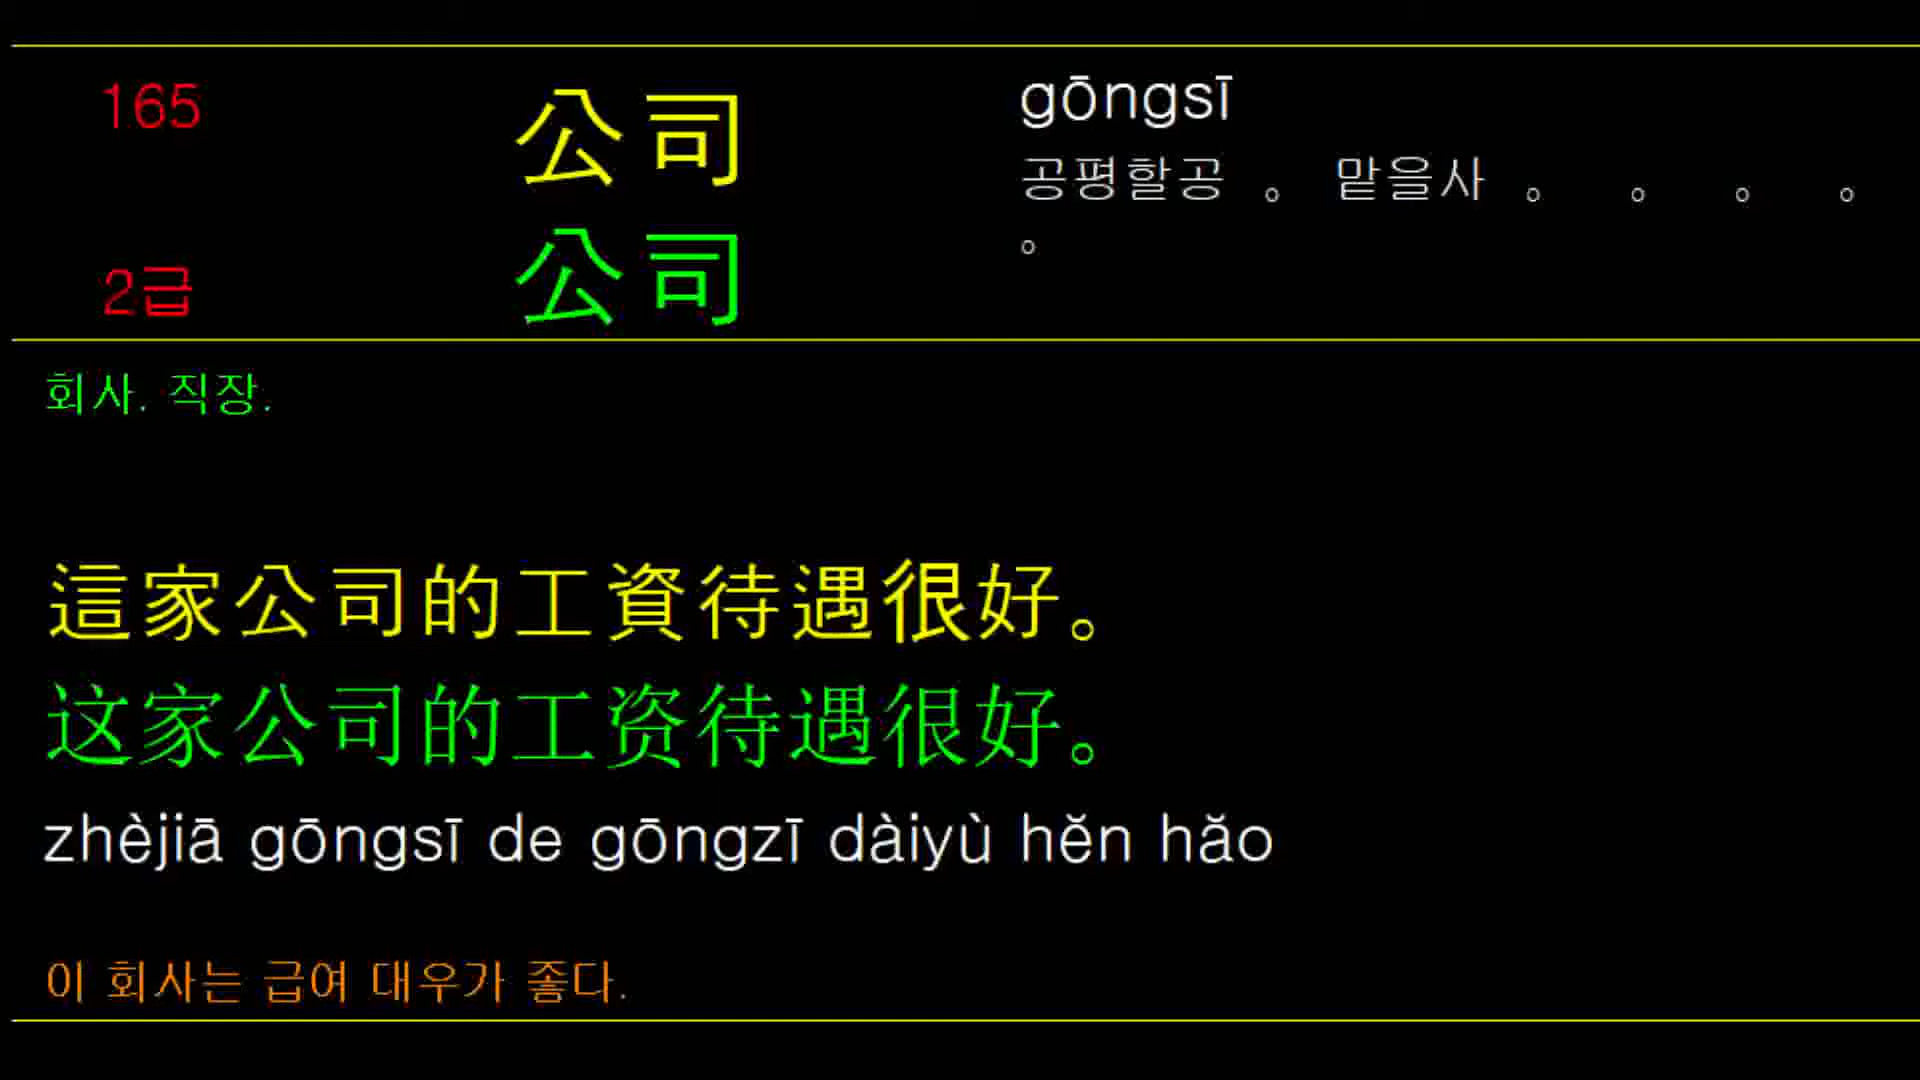 165
公司
gōngsī
공평할공 。 맡을사 。 。 。 。
。
公司
2급
회사. 직장.
這家公司的工資待遇很好。
这家公司的工资待遇很好。
zhèjiā gōngsī de gōngzī dàiyù hěn hǎo
이 회사는 급여 대우가 좋다.